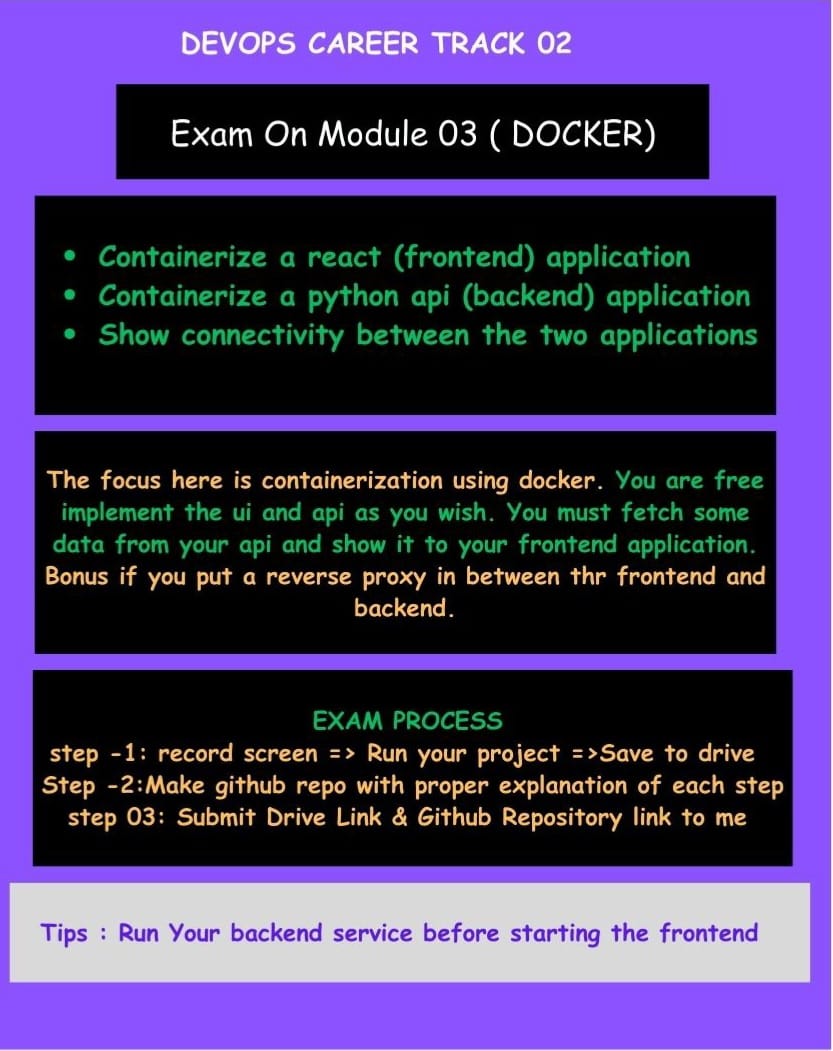 DEVOPS CAREER TRACK 02
Exam On Module 03 ( DOCKER)
• Containerize a react (frontend) application
• Containerize a python api (backend) application
• Show connectivity between the two applications
The focus here is containerization using docker. You are free
implement the ui and api as you wish. You must fetch some
data from your api and show it to your frontend application.
Bonus if you put a reverse proxy in between thr frontend and
backend.
EXAM PROCESS
step -1: record screen => Run your project =>Save to drive
Step -2:Make github repo with proper explanation of each step
step 03: Submit Drive Link & Github Repository link to me
Tips : Run Your backend service before starting the frontend